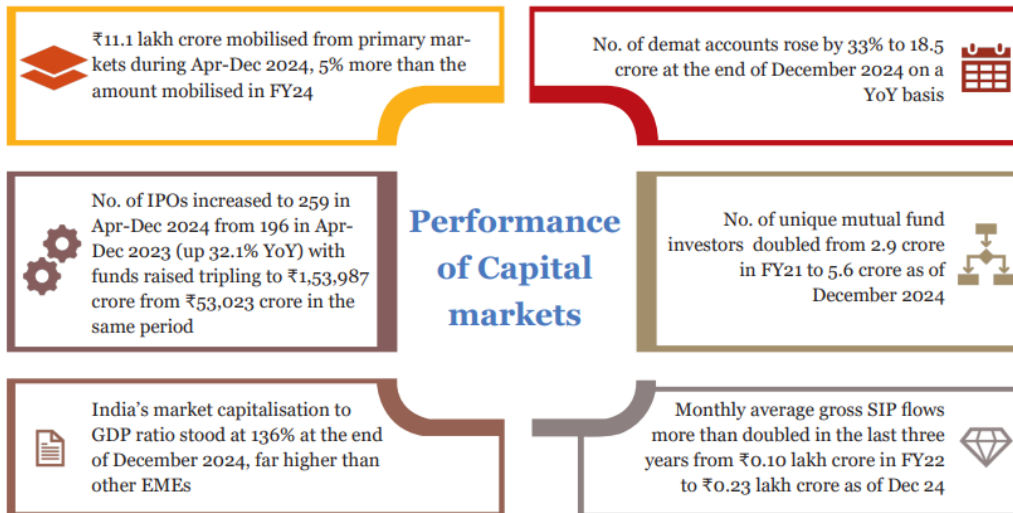 ₹11.1 lakh crore mobilised from primary mar-
kets during Apr-Dec 2024, 5% more than the
amount mobilised in FY24
No. of demat accounts rose by 33% to 18.5
crore at the end of December 2024 on a
YoY basis
No. of IPOs increased to 259 in
Apr-Dec 2024 from 196 in Apr-
Dec 2023 (up 32.1% YoY) with
funds raised tripling to ₹1,53,987
crore from ₹53,023 crore in the
same period
Performance
of Capital
markets
No. of unique mutual fund
investors doubled from 2.9 crore
in FY21 to 5.6 crore as of
December 2024
India's market capitalisation to
GDP ratio stood at 136% at the end
of December 2024, far higher than
other EMEs
Monthly average gross SIP flows
more than doubled in the last three
years from ₹0.10 lakh crore in FY22
to ₹0.23 lakh crore as of Dec 24